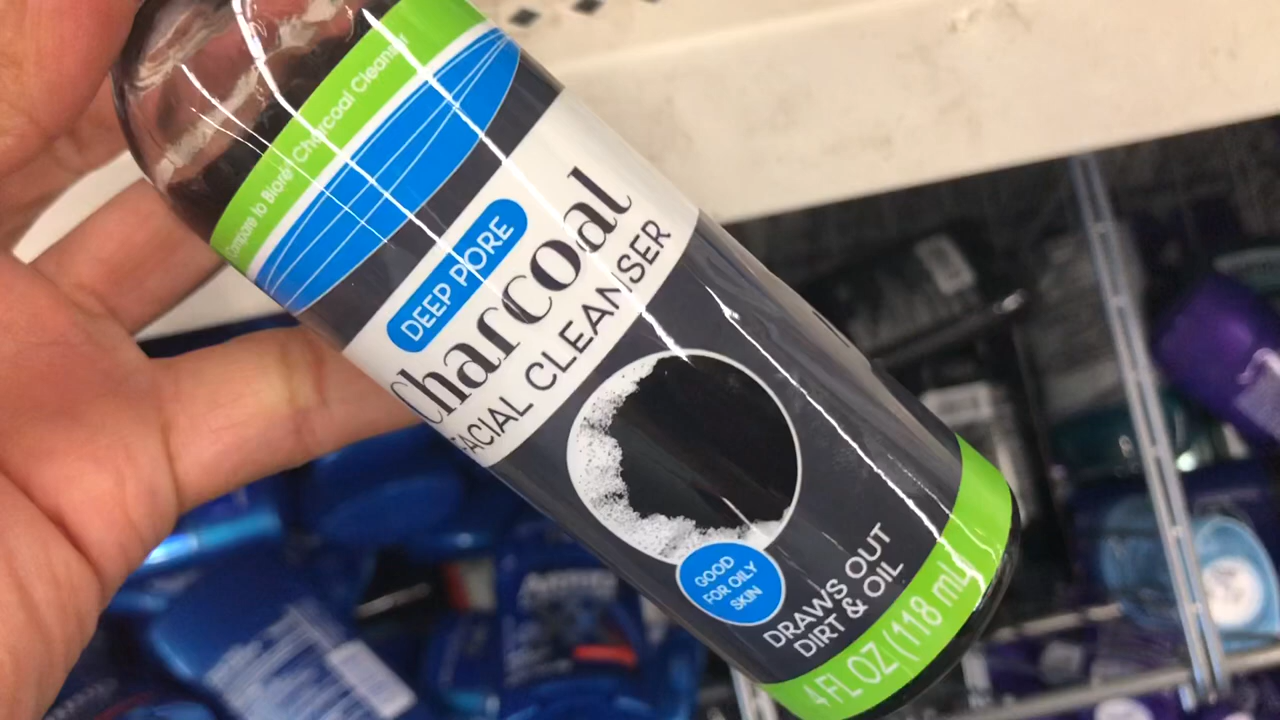 Compare to Bioré® Charcoal Cleanser
DEEP PORE
Charcoal
FACIAL CLEANSER
GOOD
FOR OILY
SKIN
DRAWS OUT
DIRT & OIL
4 FL OZ (118 mL)